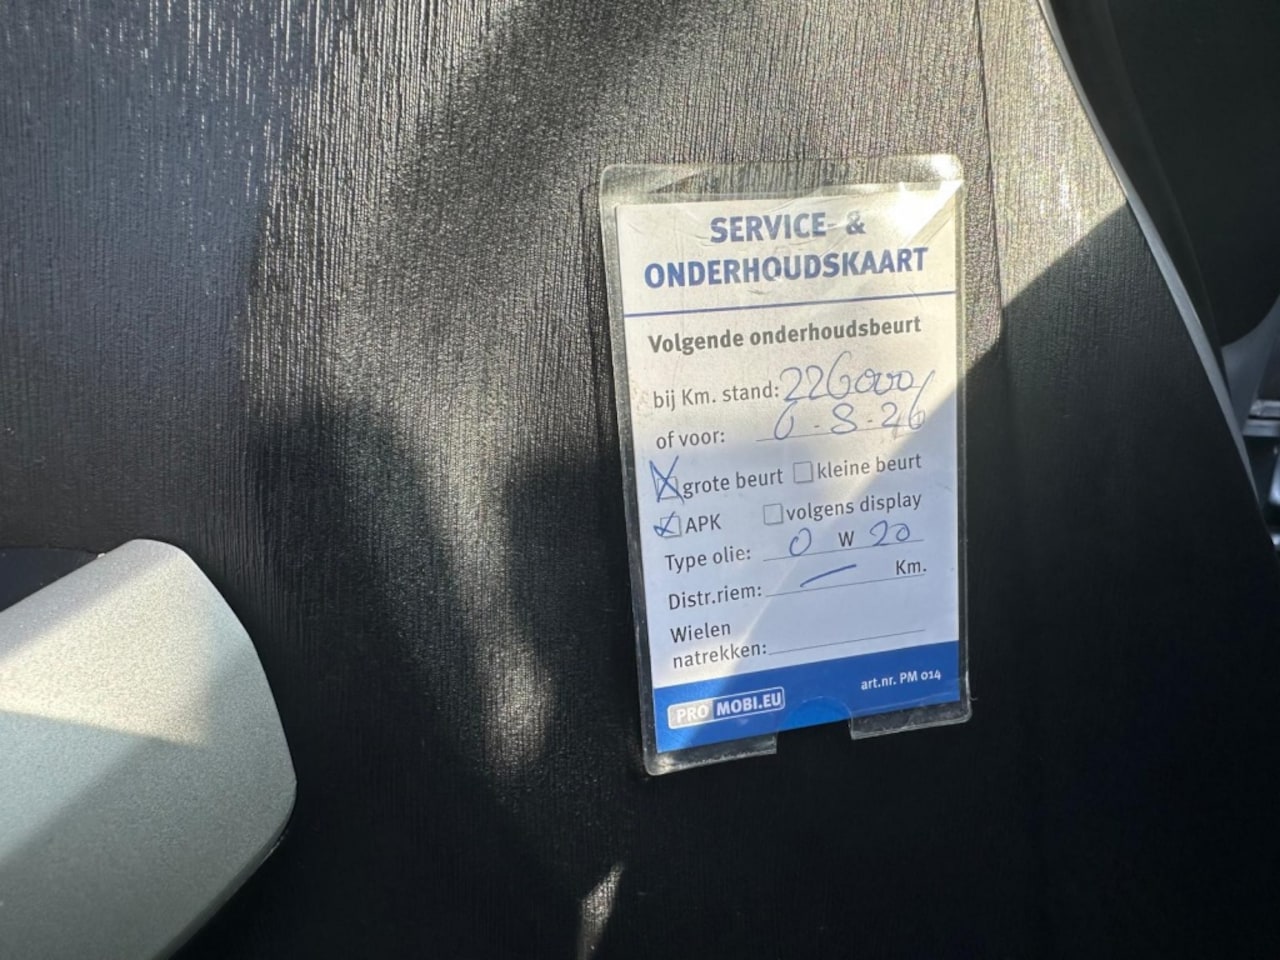 SERVICE- &
ONDERHOUDSKAART
Volgende onderhoudsbeurt
bij Km. stand: 226000
of voor: 6-8-26
grote beurt kleine beurt
APK volgens display
Type olie: 0 W 20
Distr.riem: — Km.
Wielen
natrekken:
PRO MOBI.EU art.nr. PM 014